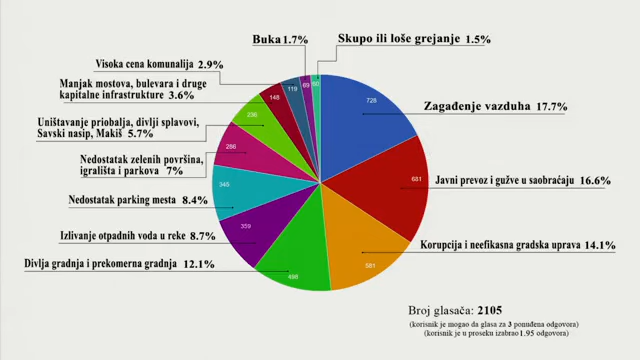 Buka 1.7%
Skupo ili loše grejanje 1.5%
Visoka cena komunalija 2.9%
Manjak mostova, bulevara i druge
kapitalne infrastrukture 3.6%
Uništavanje priobalja, divlji splavovi,
Savski nasip, Makiš 5.7%
Nedostatak zelenih površina,
igrališta i parkova 7%
Nedostatak parking mesta 8.4%
Izlivanje otpadnih voda u reke 8.7%
Divlja gradnja i prekomerna gradnja 12.1%
Zagađenje vazduha 17.7%
Javni prevoz i gužve u saobraćaju 16.6%
Korupcija i neefikasna gradska uprava 14.1%
728
681
581
498
359
345
286
236
148
119
69
60
Broj glasača: 2105
(korisnik je mogao da glasa za 3 ponuđena odgovora)
(korisnik je u proseku izabrao 1.95 odgovora)